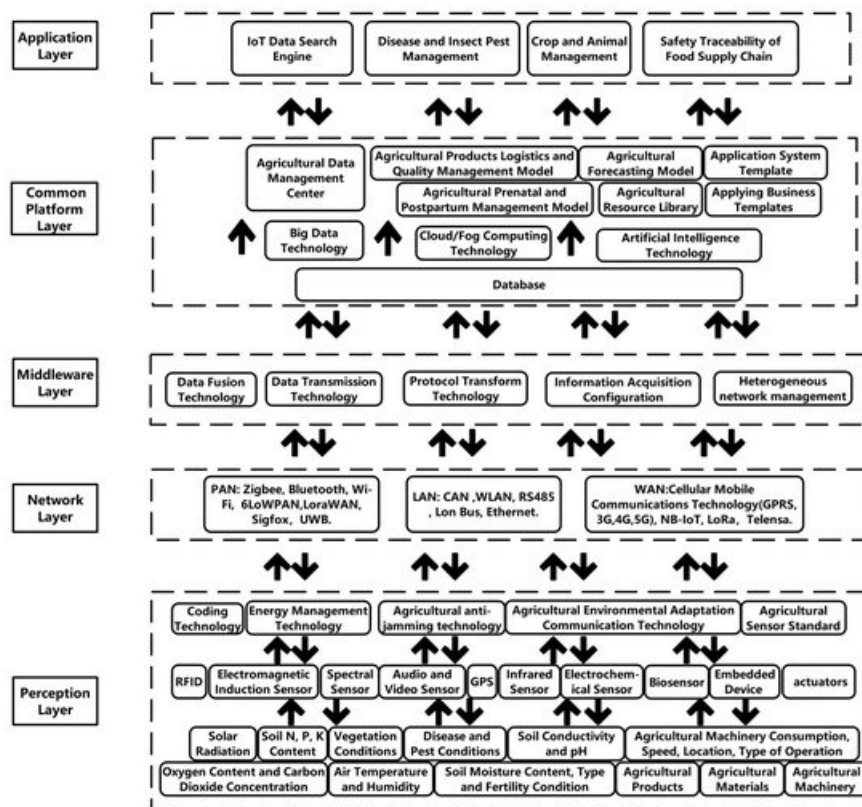 Application
Layer
IoT Data Search
Engine
Disease and Insect Pest
Management
Crop and Animal
Management
Safety Traceability of
Food Supply Chain
Common
Platform
Layer
Agricultural Data
Management
Center
Agricultural Products Logistics and
Quality Management Model
Agricultural
Forecasting Model
Application System
Template
Agricultural Prenatal and
Postpartum Management Model
Agricultural
Resource Library
Applying Business
Templates
Big Data
Technology
Cloud/Fog Computing
Technology
Artificial Intelligence
Technology
Database
Middleware
Layer
Data Fusion
Technology
Data Transmission
Technology
Protocol Transform
Technology
Information Acquisition
Configuration
Heterogeneous
network management
Network
Layer
PAN: Zigbee, Bluetooth, Wi-
Fi, 6LoWPAN,LoraWAN,
Sigfox, UWB.
LAN: CAN ,WLAN, RS485
, Lon Bus, Ethernet.
WAN:Cellular Mobile
Communications Technology(GPRS,
3G,4G,5G), NB-IoT, LoRa, Telensa.
Perception
Layer
Coding
Technology
Energy Management
Technology
Agricultural anti-
jamming technology
Agricultural Environmental Adaptation
Communication Technology
Agricultural
Sensor Standard
RFID
Electromagnetic
Induction Sensor
Spectral
Sensor
Audio and
Video Sensor
GPS
Infrared
Sensor
Electrochem-
ical Sensor
Biosensor
Embedded
Device
actuators
Solar
Radiation
Soil N, P, K
Content
Vegetation
Conditions
Disease and
Pest Conditions
Soil Conductivity
and pH
Agricultural Machinery Consumption,
Speed, Location, Type of Operation
Oxygen Content and Carbon
Dioxide Concentration
Air Temperature
and Humidity
Soil Moisture Content, Type
and Fertility Condition
Agricultural
Products
Agricultural
Materials
Agricultural
Machinery